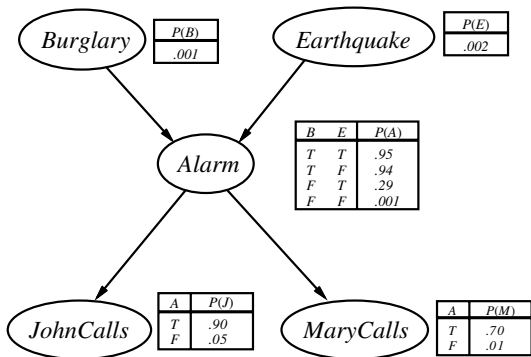 Burglary
P(B)
.001
Earthquake
P(E)
.002
Alarm
B E P(A)
T T .95
T F .94
F T .29
F F .001
JohnCalls
A P(J)
T .90
F .05
MaryCalls
A P(M)
T .70
F .01